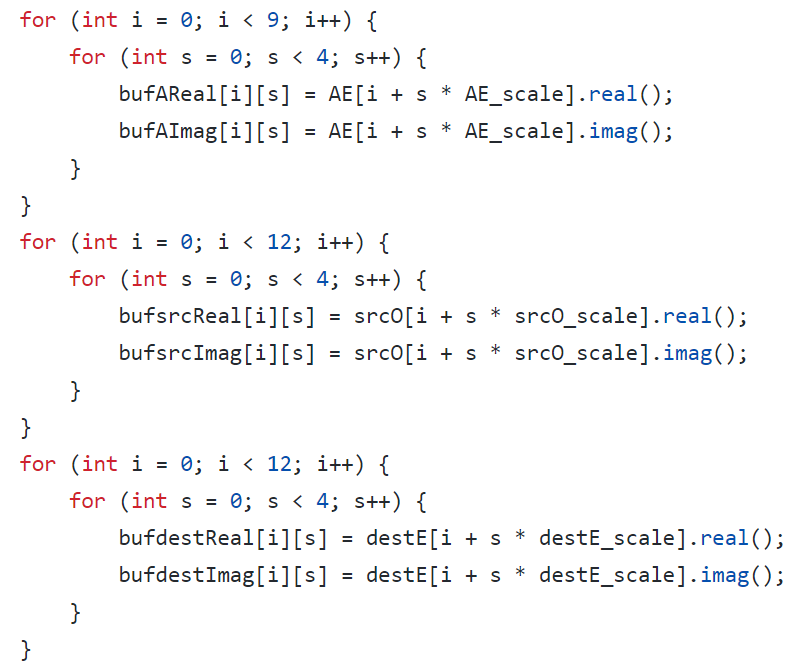 for (int i = 0; i < 9; i++) {
    for (int s = 0; s < 4; s++) {
        bufAReal[i][s] = AE[i + s * AE_scale].real();
        bufAImag[i][s] = AE[i + s * AE_scale].imag();
    }
}
for (int i = 0; i < 12; i++) {
    for (int s = 0; s < 4; s++) {
        bufsrcReal[i][s] = srcO[i + s * srcO_scale].real();
        bufsrcImag[i][s] = srcO[i + s * srcO_scale].imag();
    }
}
for (int i = 0; i < 12; i++) {
    for (int s = 0; s < 4; s++) {
        bufdestReal[i][s] = destE[i + s * destE_scale].real();
        bufdestImag[i][s] = destE[i + s * destE_scale].imag();
    }
}